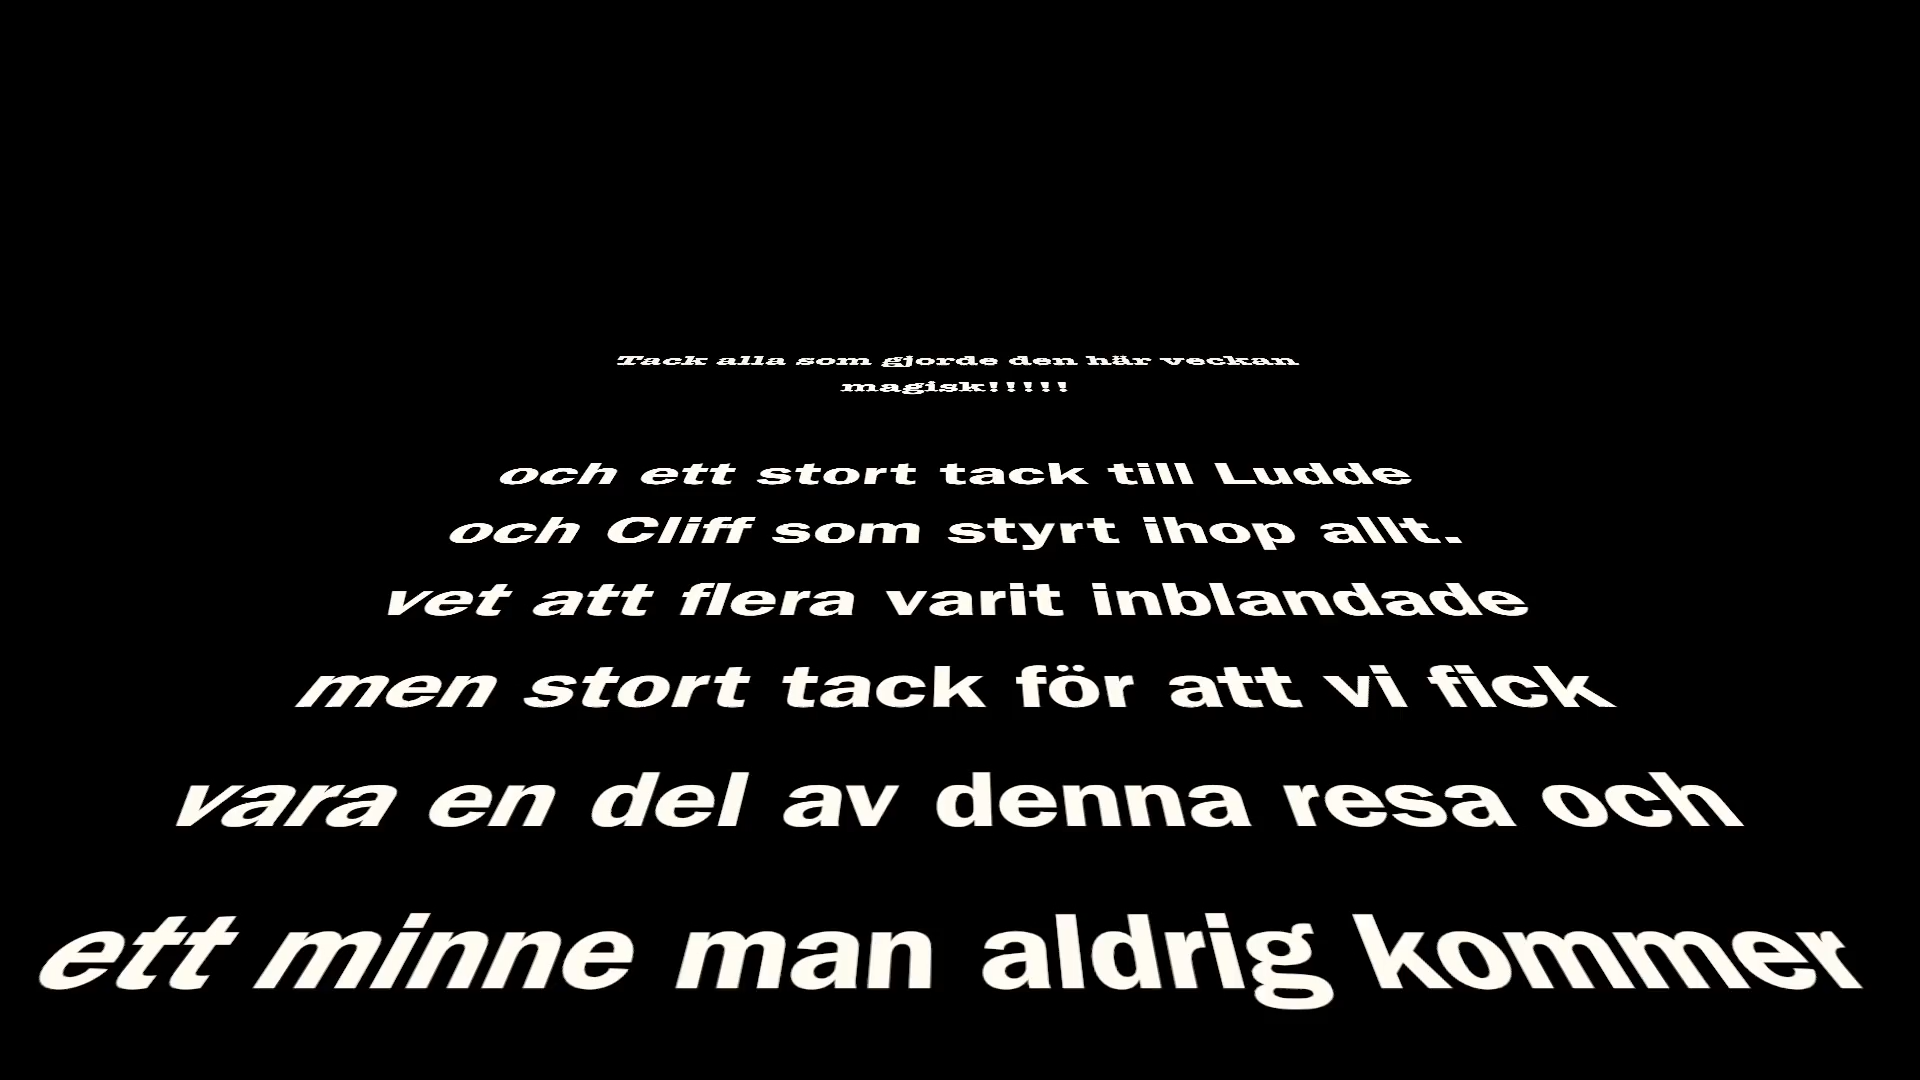 Tack alla som gjorde den här veckan
magisk!!!!!
och ett stort tack till Ludde
och Cliff som styrt ihop allt.
vet att flera varit inblandade
men stort tack för att vi fick
vara en del av denna resa och
ett minne man aldrig kommer